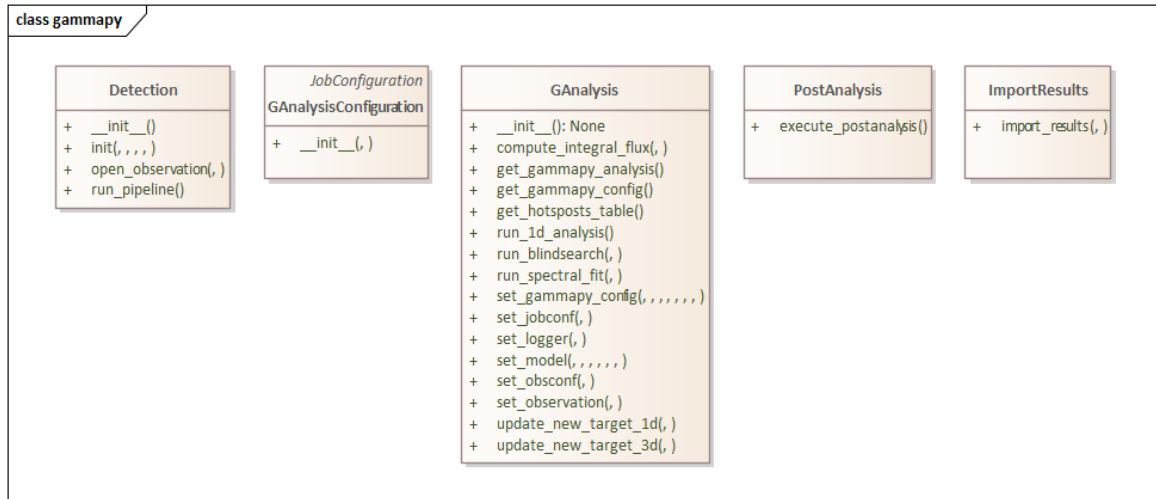 class gammapy
Detection
+ __init__()
+ init(, , , , )
+ open_observation(, )
+ run_pipeline()
JobConfiguration
GAnalysisConfiguration
+ __init__(, )
GAnalysis
+ __init__(): None
+ compute_integral_flux(, )
+ get_gammapy_analysis()
+ get_gammapy_config()
+ get_hotsposts_table()
+ run_1d_analysis()
+ run_blindsearch(, )
+ run_spectral_fit(, )
+ set_gammapy_config(, , , , , , , )
+ set_jobconf(, )
+ set_logger(, )
+ set_model(, , , , , , )
+ set_obsconf(, )
+ set_observation(, )
+ update_new_target_1d(, )
+ update_new_target_3d(, )
PostAnalysis
+ execute_postanalysis()
ImportResults
+ import_results(, )